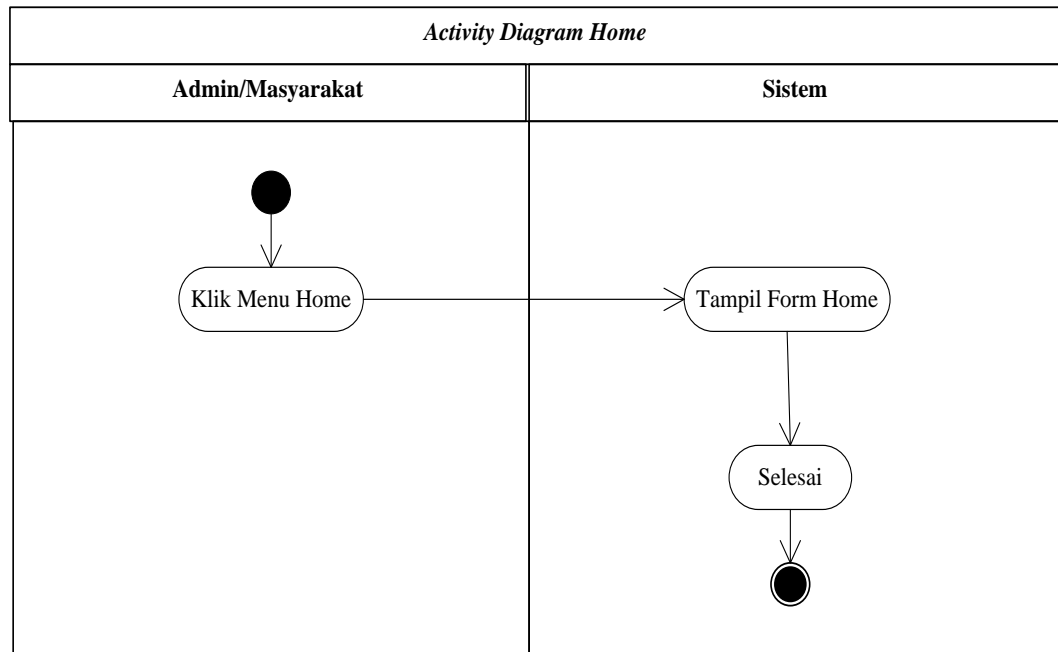 Activity Diagram Home
Admin/Masyarakat
Sistem
Klik Menu Home
Tampil Form Home
Selesai